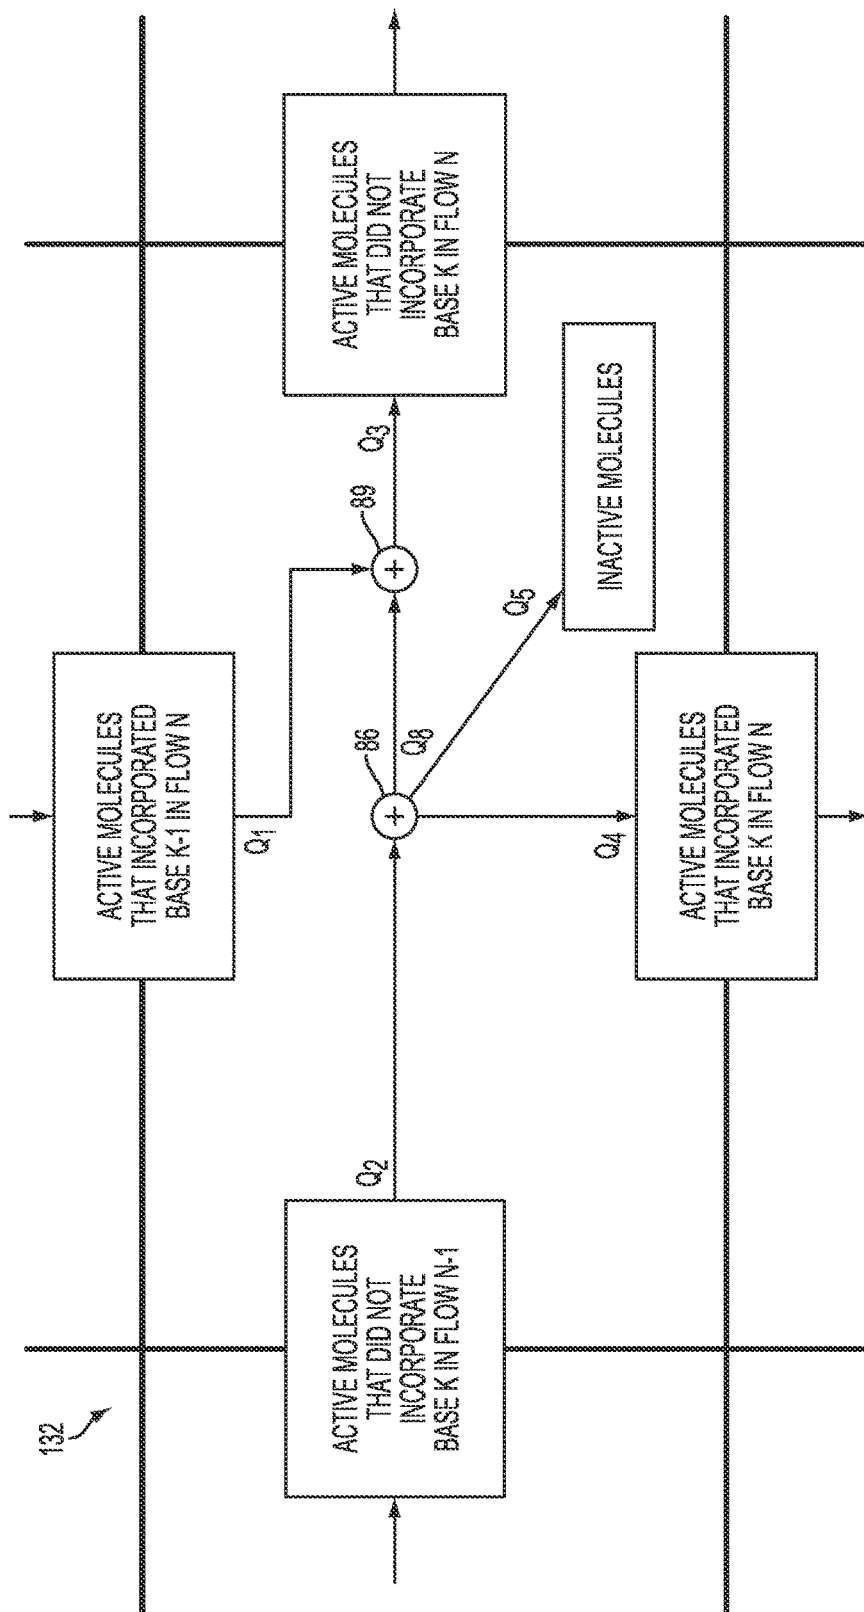 132
ACTIVE MOLECULES
THAT INCORPORATED
BASE K-1 IN FLOW N
Q1
ACTIVE MOLECULES
THAT DID NOT
INCORPORATE
BASE K IN FLOW N-1
Q2
86
+
Q8
89
+
Q3
ACTIVE MOLECULES
THAT DID NOT
INCORPORATE
BASE K IN FLOW N
Q5
INACTIVE MOLECULES
Q4
ACTIVE MOLECULES
THAT INCORPORATED
BASE K IN FLOW N